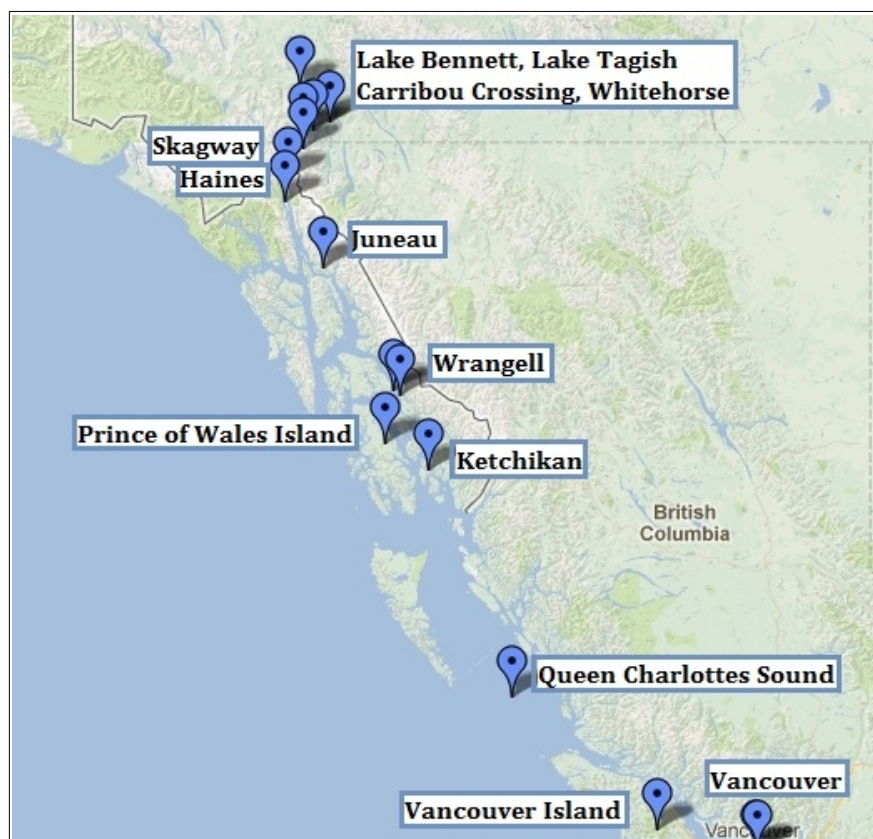 Lake Bennett, Lake Tagish
Carribou Crossing, Whitehorse
Skagway
Haines
Juneau
Wrangell
Prince of Wales Island
Ketchikan
British
Columbia
Queen Charlottes Sound
Vancouver
Vancouver Island
Vancouver